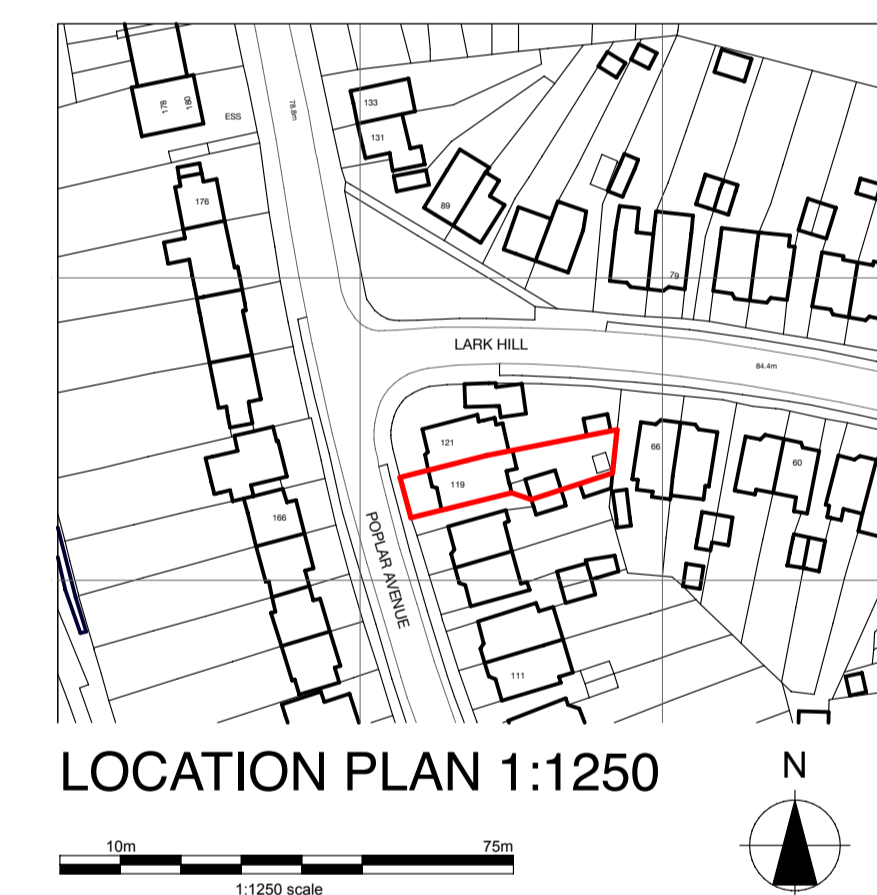 178
180
ESS
78.8m
133
131
176
89
79
LARK HILL
84.4m
121
66
119
60
166
POPLAR AVENUE
111
LOCATION PLAN 1:1250
N
10m
75m
1:1250 scale